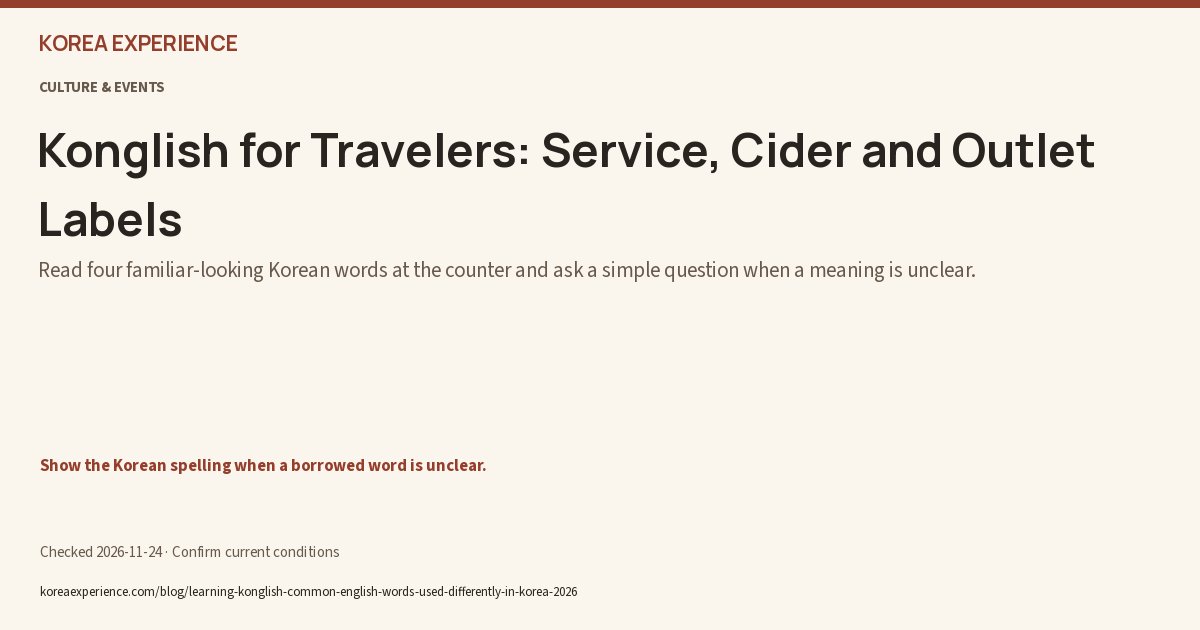 KOREA EXPERIENCE
CULTURE & EVENTS
Konglish for Travelers: Service, Cider and Outlet
Labels
Read four familiar-looking Korean words at the counter and ask a simple question when a meaning is unclear.
Show the Korean spelling when a borrowed word is unclear.
Checked 2026-11-24 · Confirm current conditions
koreaexperience.com/blog/learning-konglish-common-english-words-used-differently-in-korea-2026